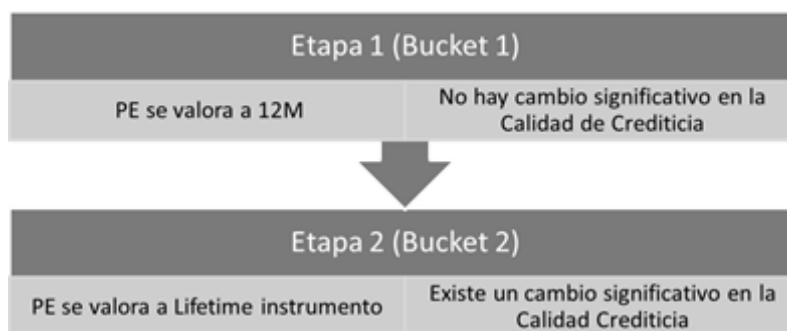 Etapa 1 (Bucket 1)
PE se valora a 12M
No hay cambio significativo en la
Calidad de Crediticia
Etapa 2 (Bucket 2)
PE se valora a Lifetime instrumento
Existe un cambio significativo en la
Calidad Crediticia